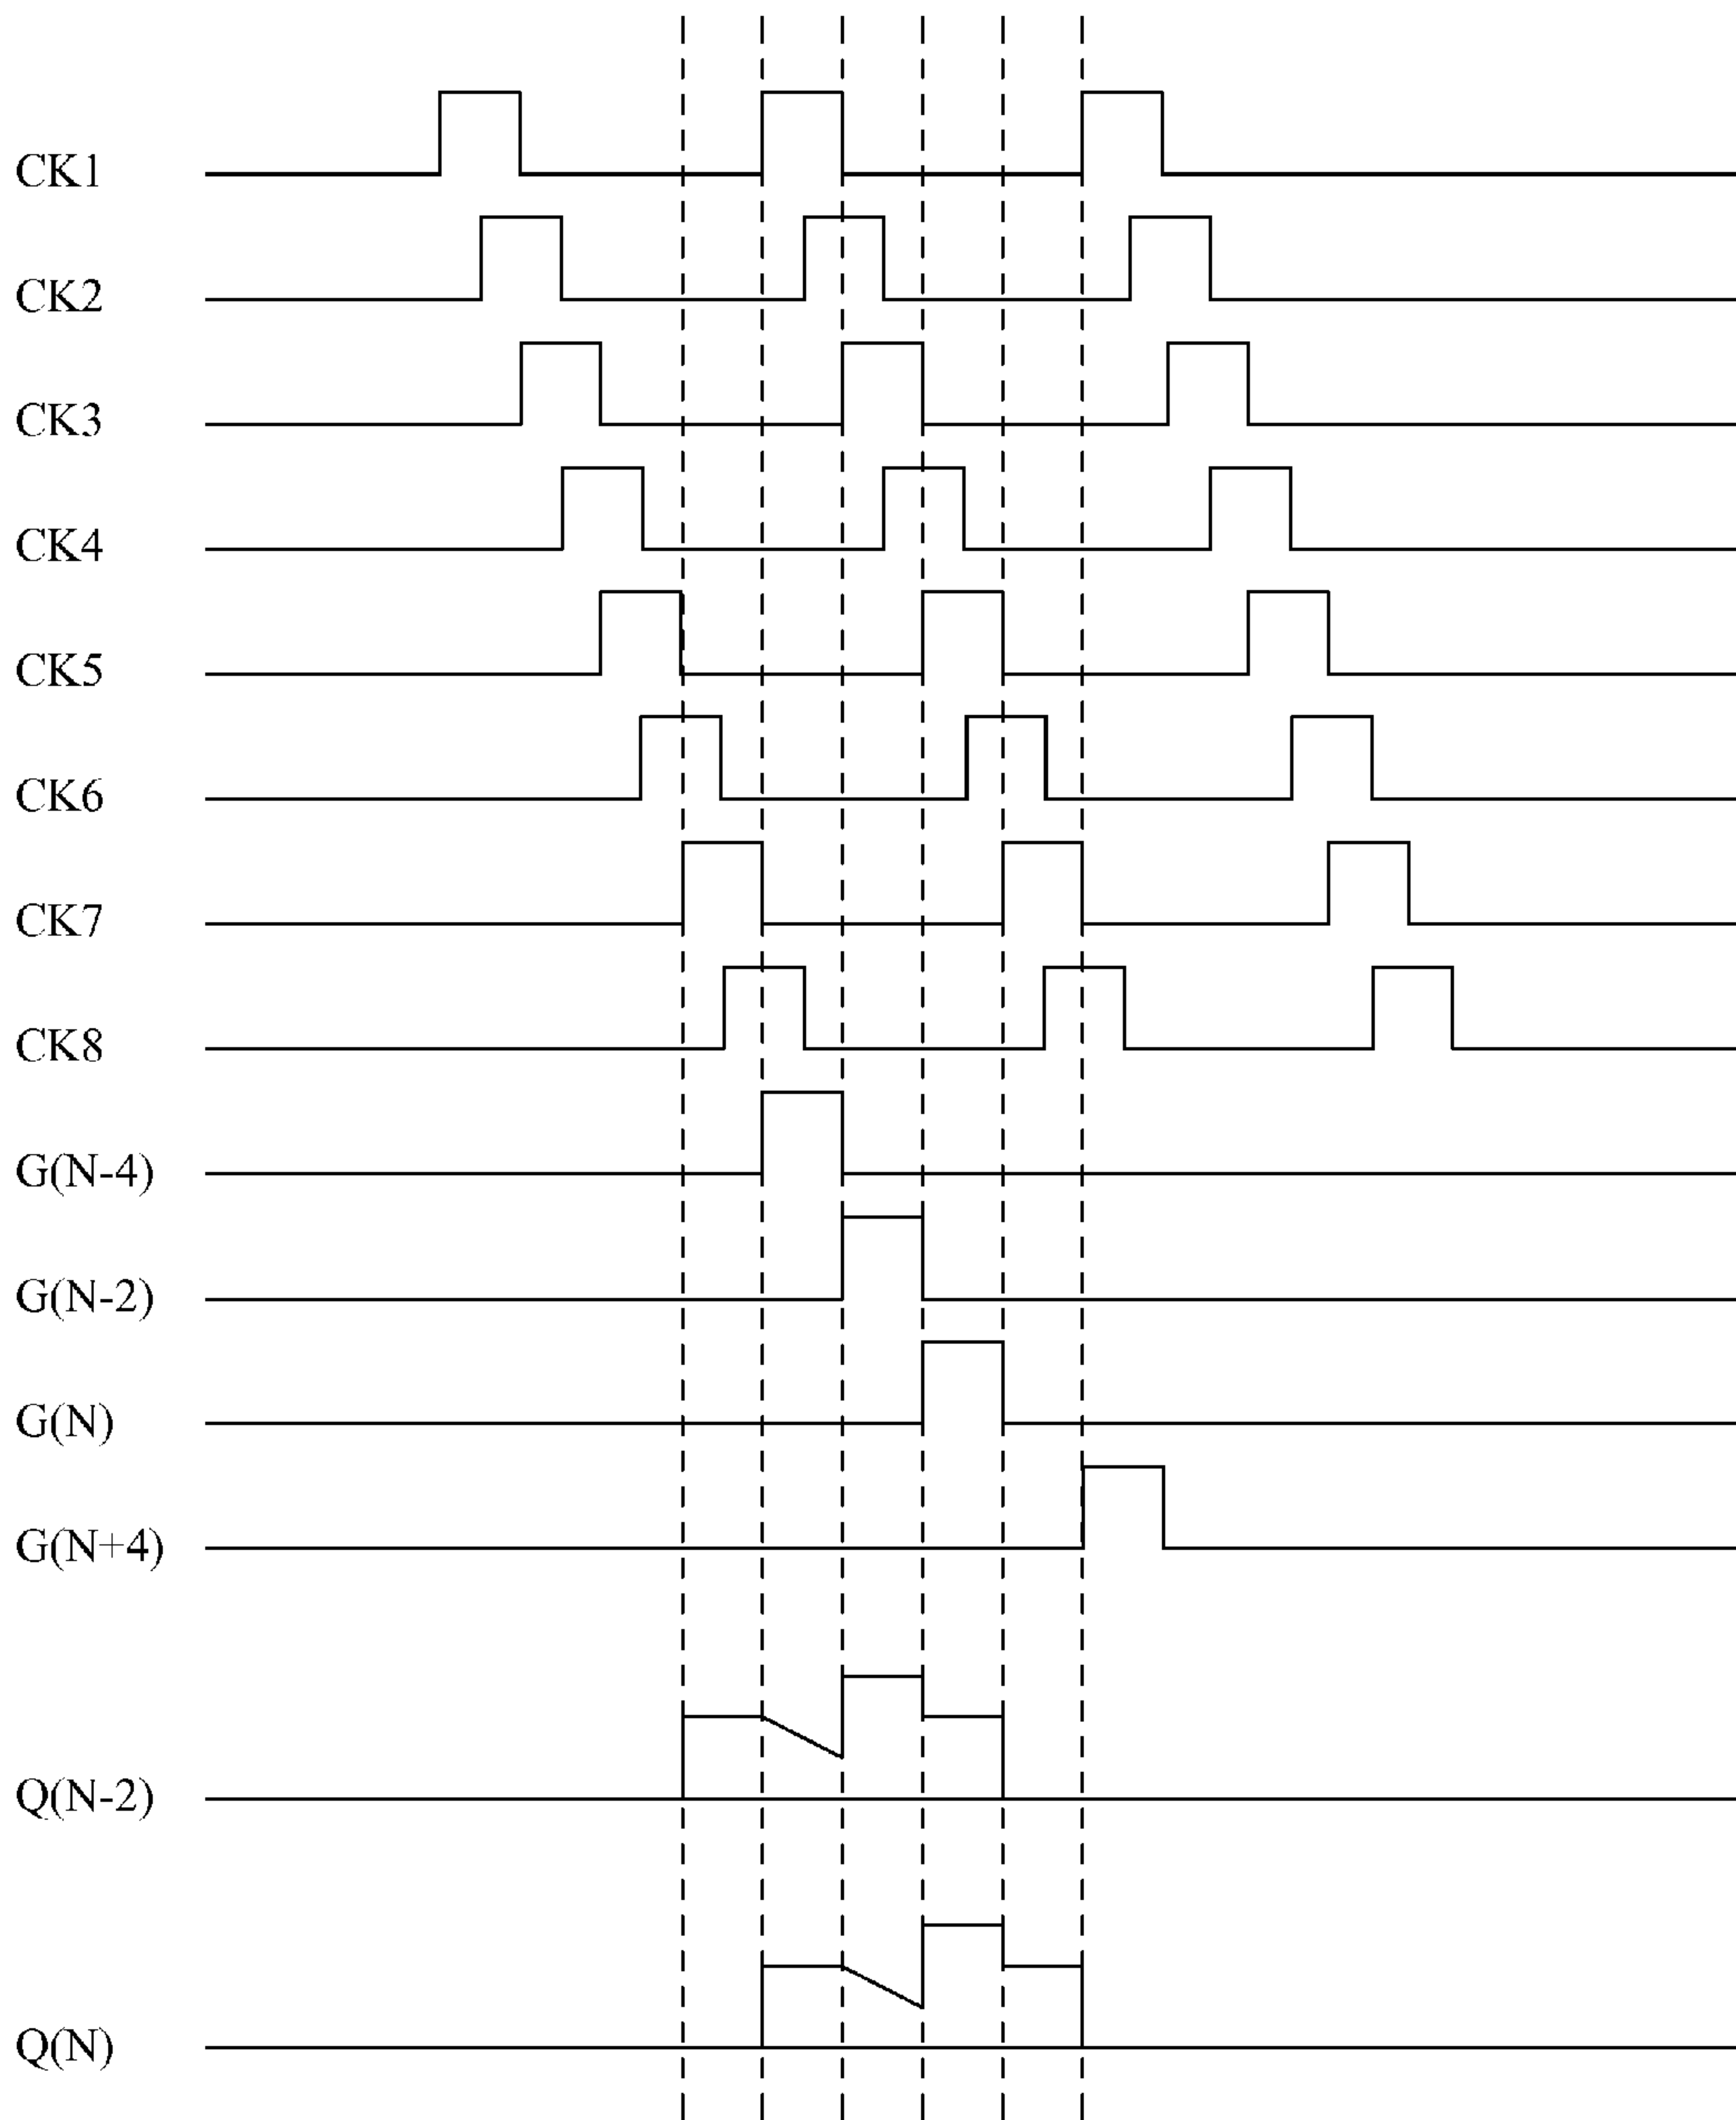 CK1
CK2
CK3
CK4
CK5
CK6
CK7
CK8
G(N-4)
G(N-2)
G(N)
G(N+4)
Q(N-2)
Q(N)